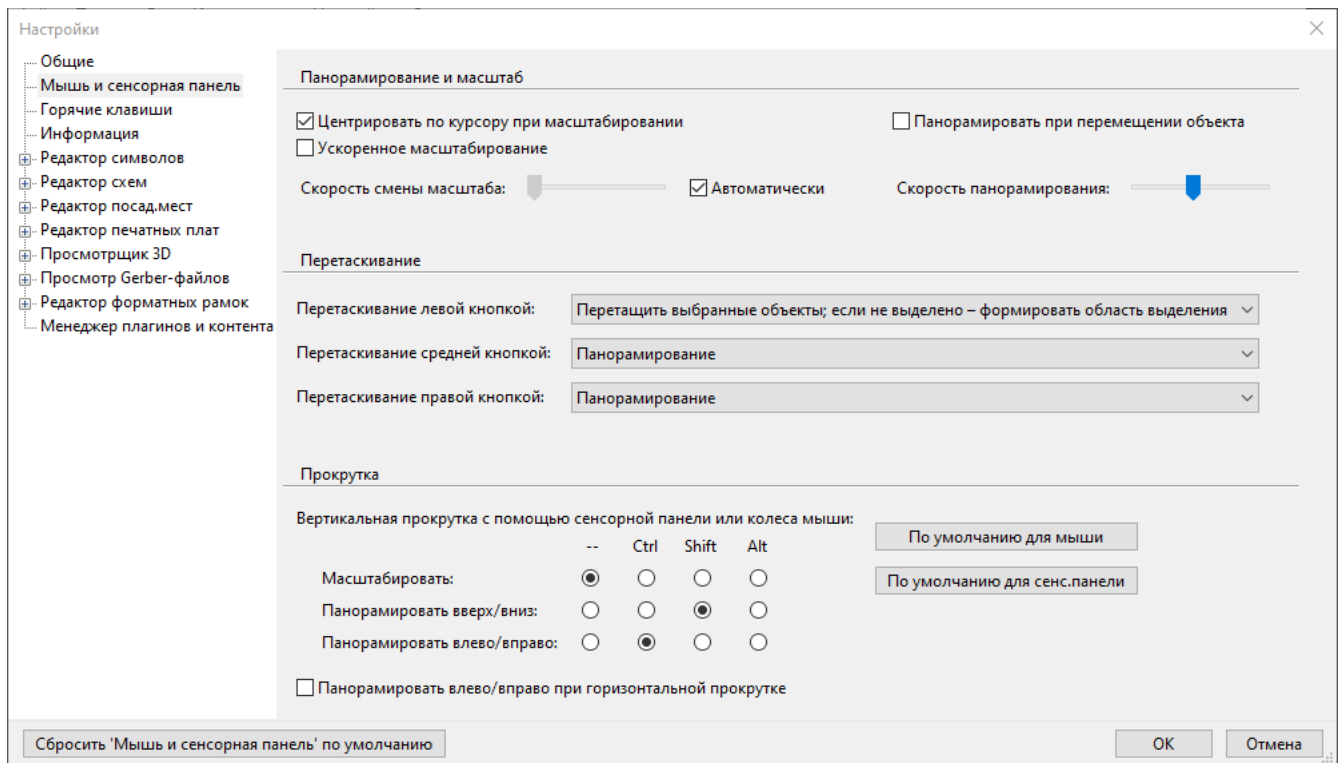 Настройки
Общие
Мышь и сенсорная панель
Горячие клавиши
Информация
Редактор символов
Редактор схем
Редактор посад.мест
Редактор печатных плат
Просмотрщик 3D
Просмотр Gerber-файлов
Редактор форматных рамок
Менеджер плагинов и контента
Панорамирование и масштаб
Центрировать по курсору при масштабировании
Панорамировать при перемещении объекта
Ускоренное масштабирование
Скорость смены масштаба:
Автоматически
Скорость панорамирования:
Перетаскивание
Перетаскивание левой кнопкой:
Перетащить выбранные объекты; если не выделено – формировать область выделения
Перетаскивание средней кнопкой:
Панорамирование
Перетаскивание правой кнопкой:
Панорамирование
Прокрутка
Вертикальная прокрутка с помощью сенсорной панели или колеса мыши:
-- Ctrl Shift Alt
Масштабировать:
Панорамировать вверх/вниз:
Панорамировать влево/вправо:
По умолчанию для мыши
По умолчанию для сенс.панели
Панорамировать влево/вправо при горизонтальной прокрутке
Сбросить 'Мышь и сенсорная панель' по умолчанию
OK
Отмена